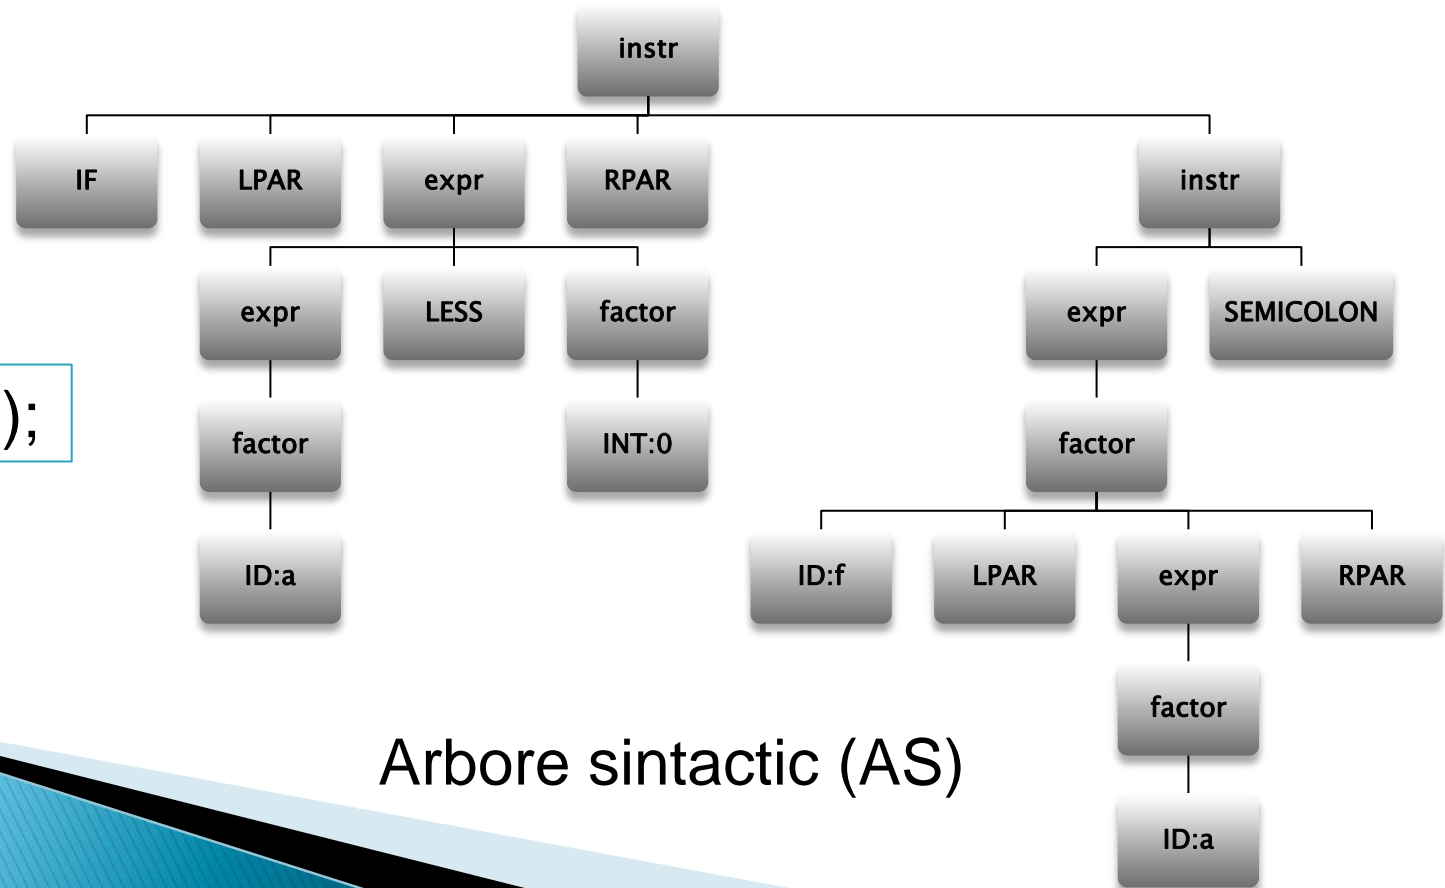 instr
IF LPAR expr RPAR instr
expr LESS factor expr SEMICOLON
);
factor INT:0 factor
ID:a ID:f LPAR expr RPAR
factor
Arbore sintactic (AS)
ID:a